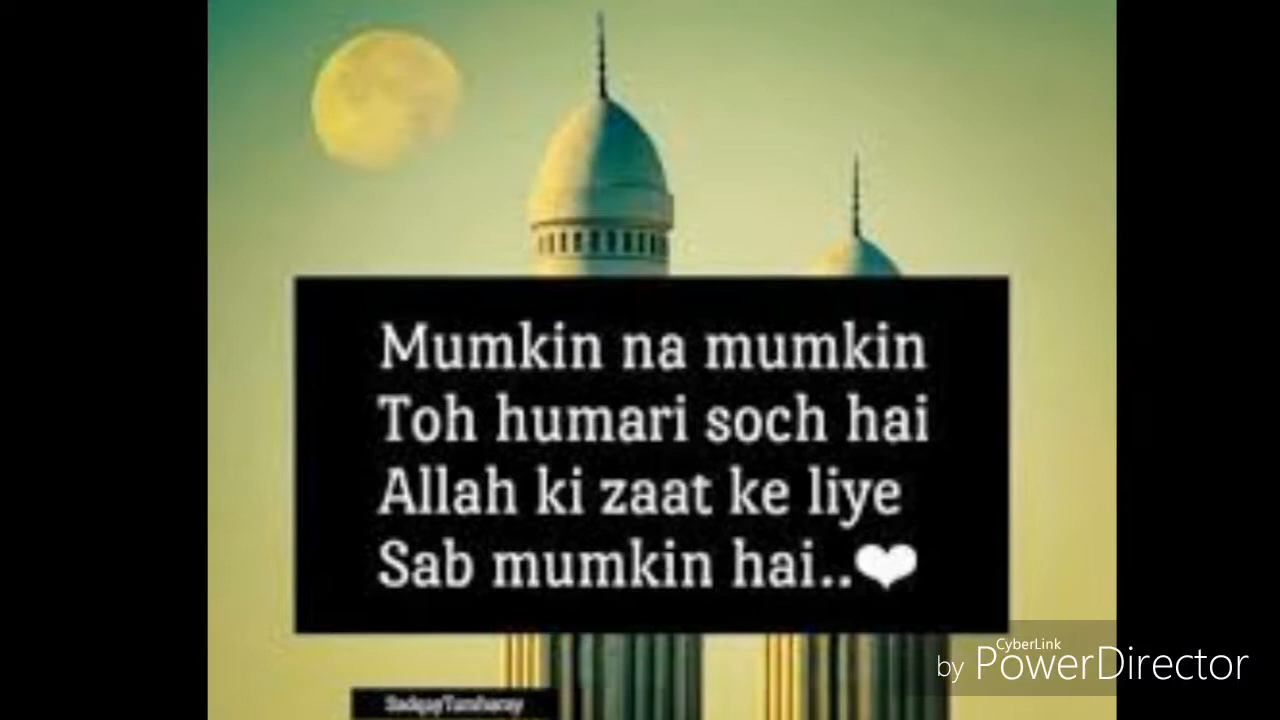 Mumkin na mumkin
Toh humari soch hai
Allah ki zaat ke liye
Sab mumkin hai..❤
CyberLink
by PowerDirector